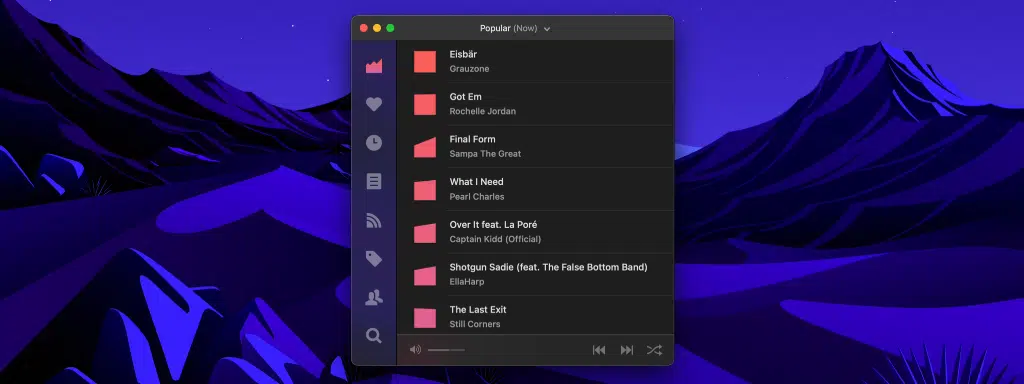 Popular (Now)
Eisbär
Grauzone
Got Em
Rochelle Jordan
Final Form
Sampa The Great
What I Need
Pearl Charles
Over It feat. La Poré
Captain Kidd (Official)
Shotgun Sadie (feat. The False Bottom Band)
EllaHarp
The Last Exit
Still Corners